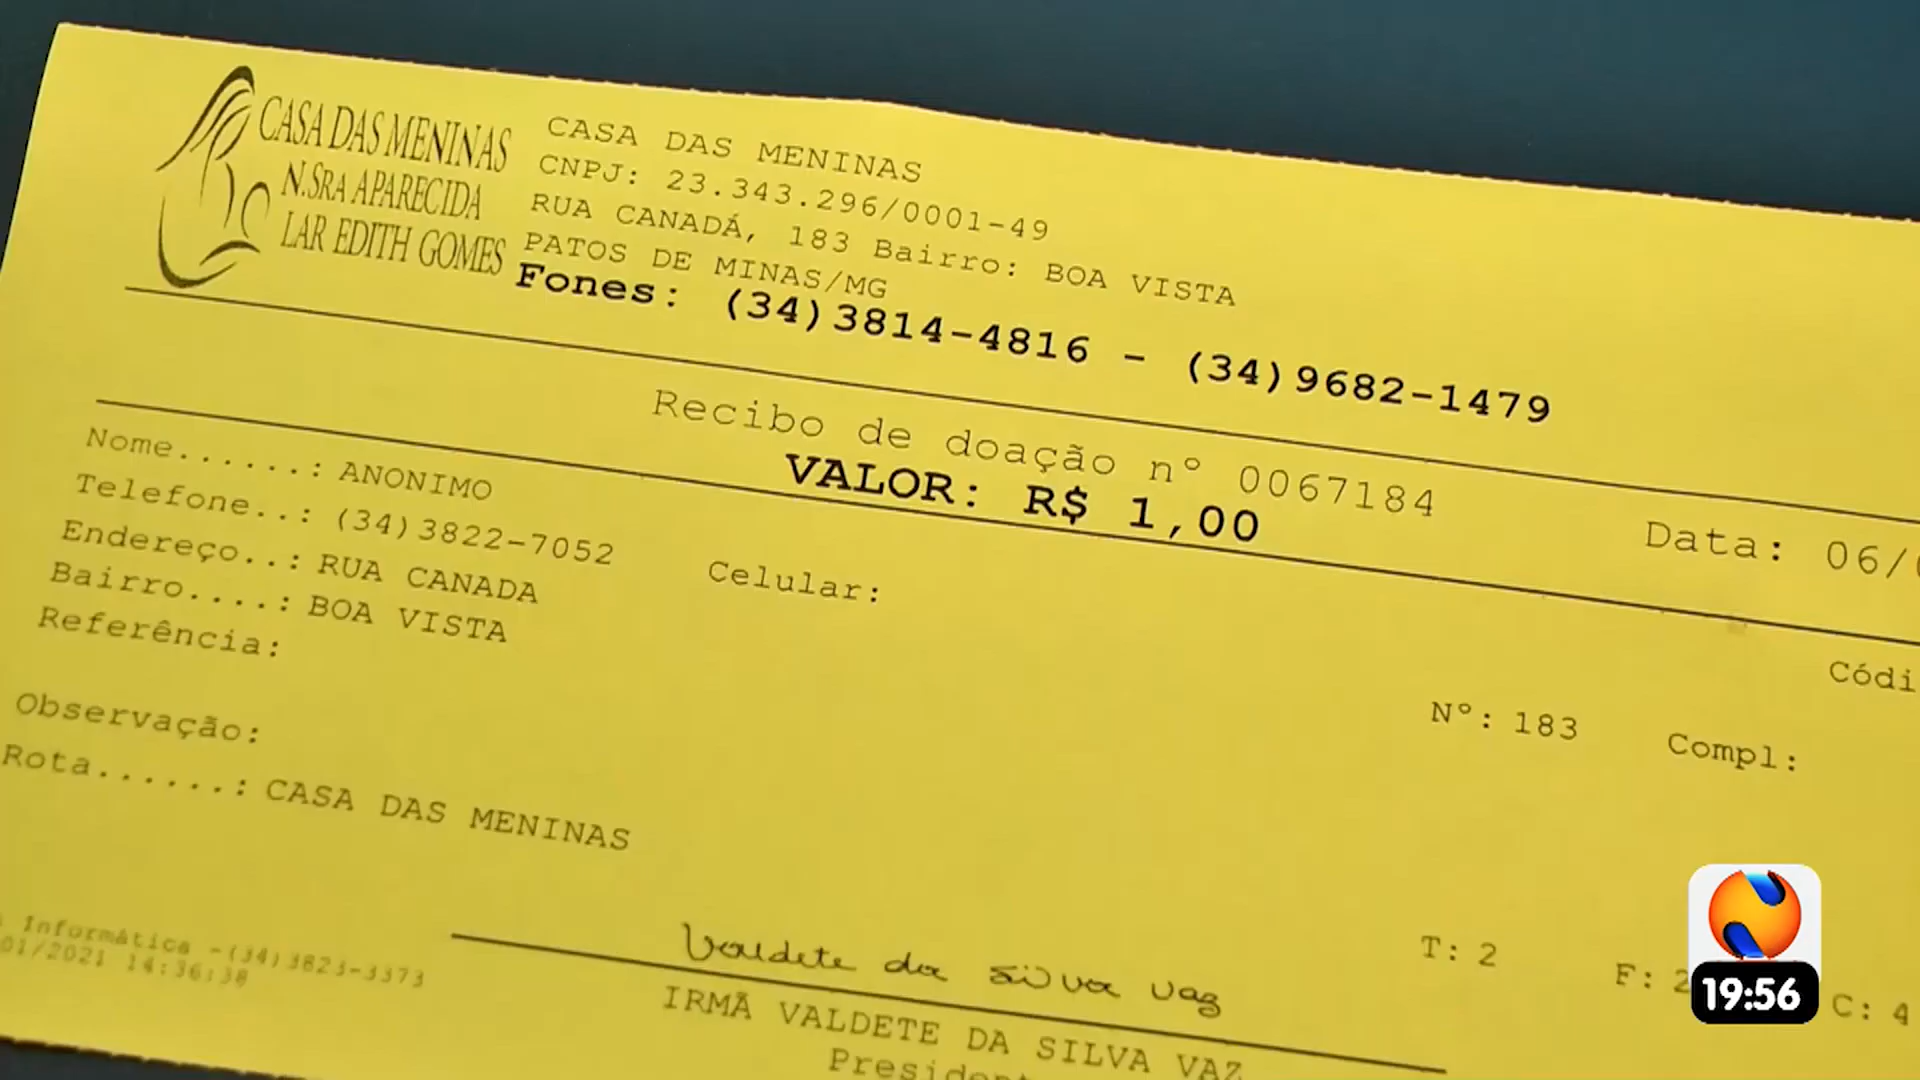 CASA DAS MENINAS
N.SRA APARECIDA
LAR EDITH GOMES
CASA DAS MENINAS
CNPJ: 23.343.296/0001-49
RUA CANADÁ, 183 Bairro: BOA VISTA
PATOS DE MINAS/MG
Fones: (34)3814-4816 - (34)9682-1479
Recibo de doação nº 0067184
VALOR: R$ 1,00
Data: 06/
Nome......: ANONIMO
Telefone..: (34)3822-7052
Celular:
Endereço..: RUA CANADA
Bairro....: BOA VISTA
Referência:
Códi
Nº: 183 Compl:
Observação:
Rota......: CASA DAS MENINAS
Informàtica -(34)3823-3373
01/2021 14:36:38
Valdete da Silva Vaz
IRMÃ VALDETE DA SILVA VAZ
President
T: 2 F: 2 C: 4
19:56